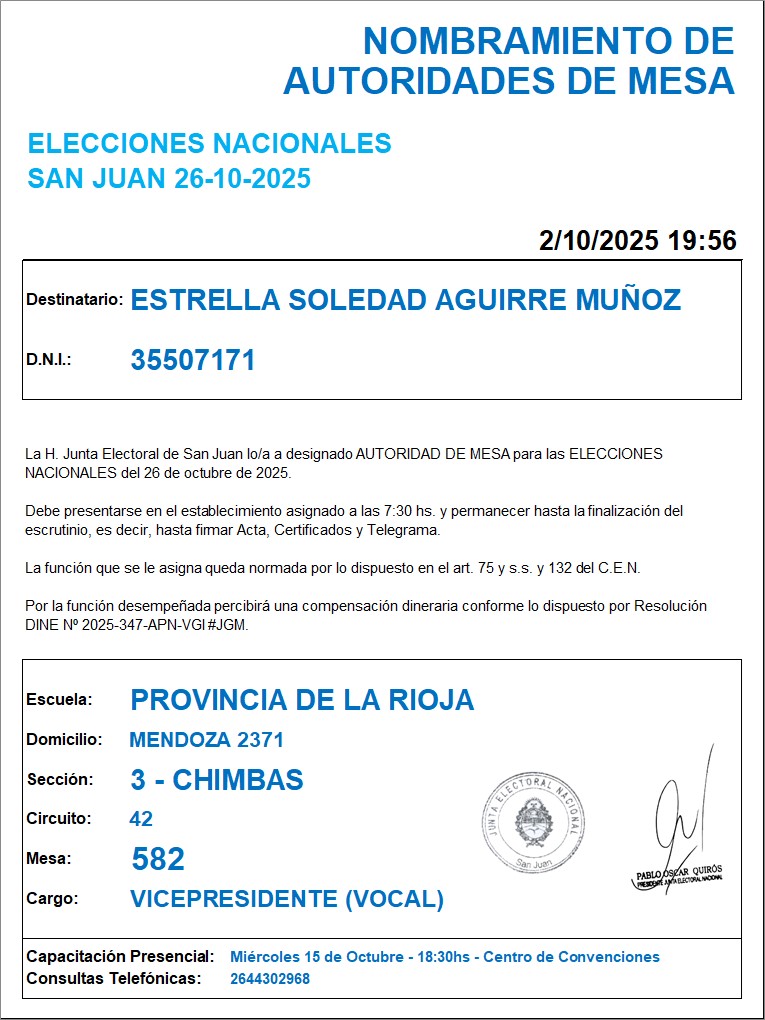 NOMBRAMIENTO DE
AUTORIDADES DE MESA
ELECCIONES NACIONALES
SAN JUAN 26-10-2025
2/10/2025 19:56
Destinatario: ESTRELLA SOLEDAD AGUIRRE MUÑOZ
D.N.I.: 35507171
La H. Junta Electoral de San Juan lo/a a designado AUTORIDAD DE MESA para las ELECCIONES
NACIONALES del 26 de octubre de 2025.
Debe presentarse en el establecimiento asignado a las 7:30 hs. y permanecer hasta la finalización del
escrutinio, es decir, hasta firmar Acta, Certificados y Telegrama.
La función que se le asigna queda normada por lo dispuesto en el art. 75 y s.s. y 132 del C.E.N.
Por la función desempeñada percibirá una compensación dineraria conforme lo dispuesto por Resolución
DINE Nº 2025-347-APN-VGI#JGM.
Escuela: PROVINCIA DE LA RIOJA
Domicilio: MENDOZA 2371
Sección: 3 - CHIMBAS
Circuito: 42
Mesa: 582
Cargo: VICEPRESIDENTE (VOCAL)
JUNTA ELECTORAL NACIONAL
San Juan
PABLO OSCAR QUIRÓS
PRESIDENTE JUNTA ELECTORAL NACIONAL
Capacitación Presencial: Miércoles 15 de Octubre - 18:30hs - Centro de Convenciones
Consultas Telefónicas: 2644302968